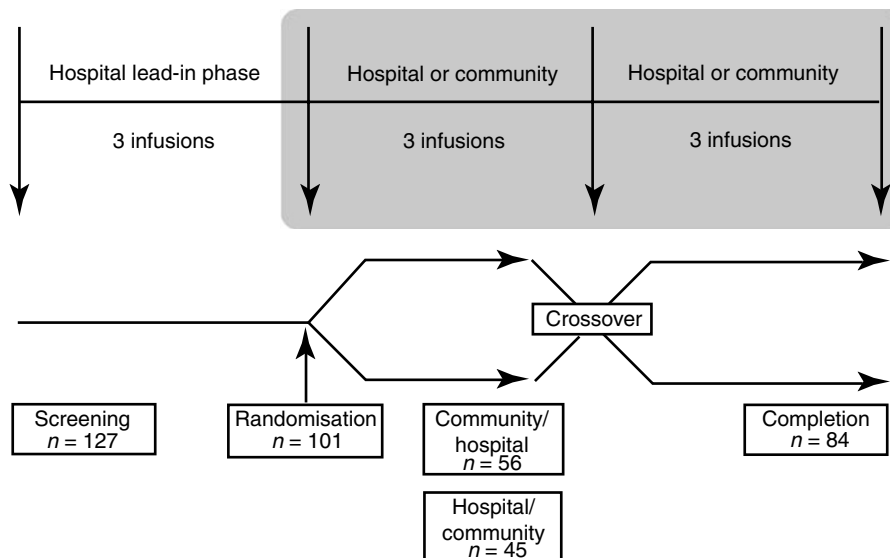 Hospital lead-in phase
Hospital or community
Hospital or community
3 infusions
3 infusions
3 infusions
Crossover
Screening
n = 127
Randomisation
n = 101
Community/
hospital
n = 56
Hospital/
community
n = 45
Completion
n = 84